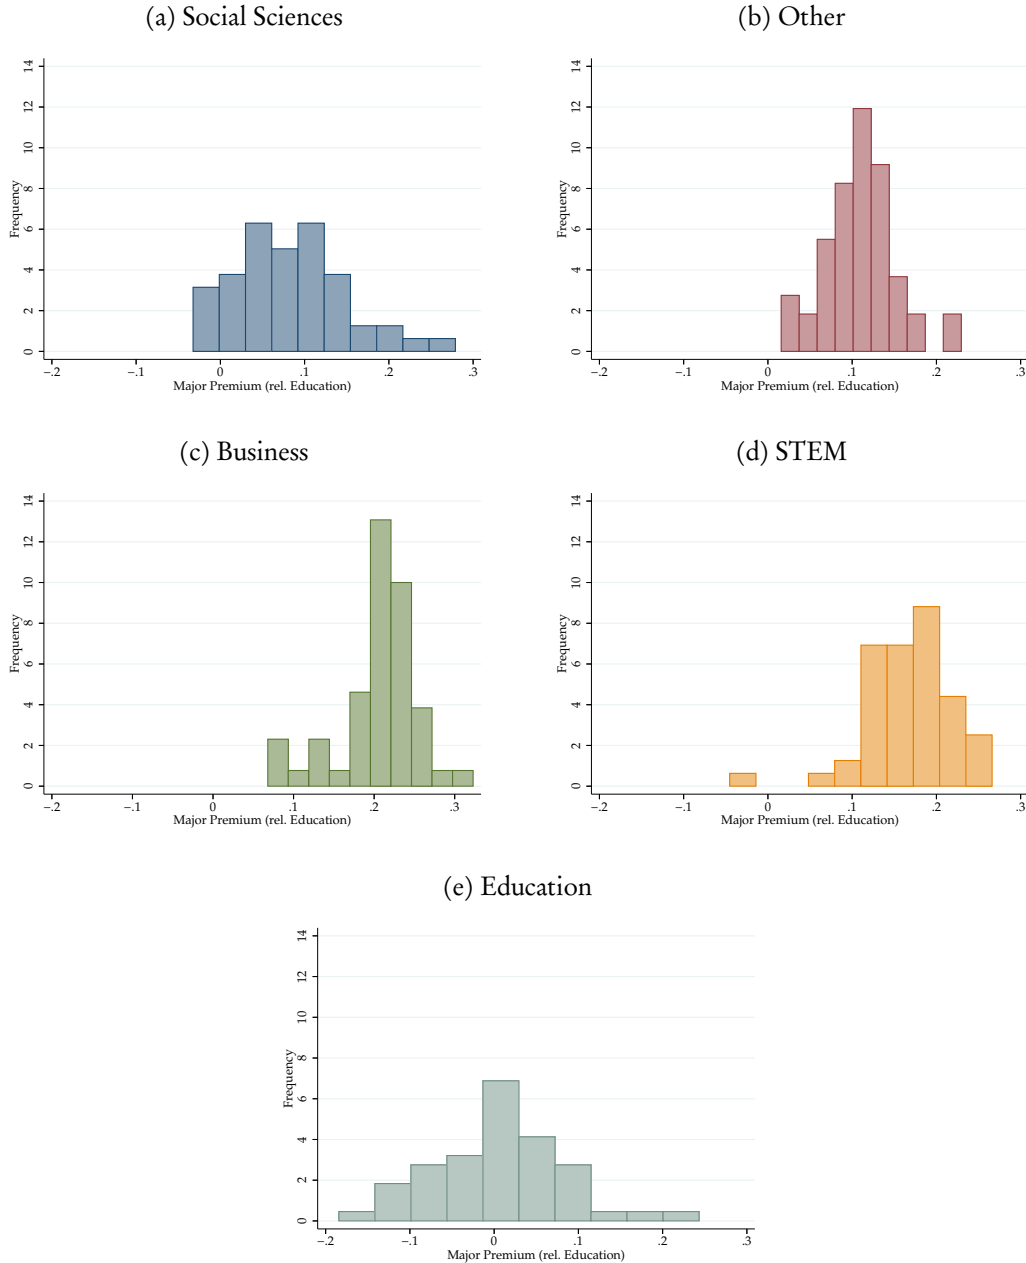 (a) Social Sciences
14
12
10
8
6
4
2
0
Frequency
−.2 −.1 0 .1 .2 .3
Major Premium (rel. Education)
(b) Other
14
12
10
8
6
4
2
0
Frequency
−.2 −.1 0 .1 .2 .3
Major Premium (rel. Education)
(c) Business
14
12
10
8
6
4
2
0
Frequency
−.2 −.1 0 .1 .2 .3
Major Premium (rel. Education)
(d) STEM
14
12
10
8
6
4
2
0
Frequency
−.2 −.1 0 .1 .2 .3
Major Premium (rel. Education)
(e) Education
14
12
10
8
6
4
2
0
Frequency
−.2 −.1 0 .1 .2 .3
Major Premium (rel. Education)